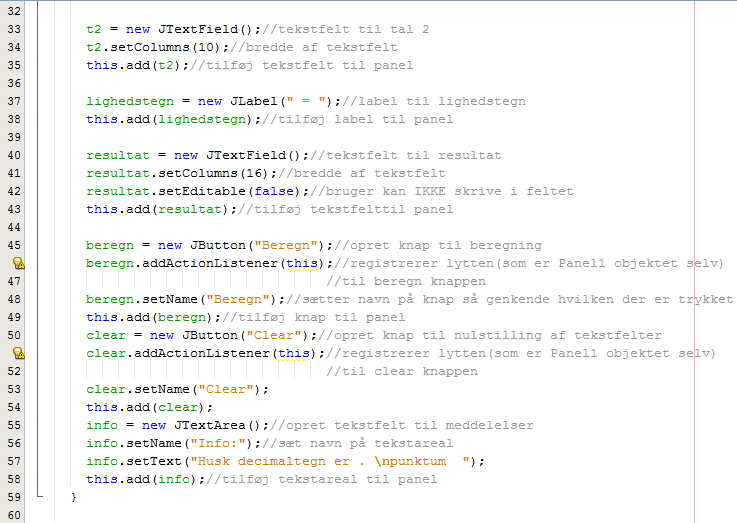 32
33 t2 = new JTextField();//tekstfelt til tal 2
34 t2.setColumns(10);//bredde af tekstfelt
35 this.add(t2);//tilføj tekstfelt til panel
36
37 lighedstegn = new JLabel(" = ");//label til lighedstegn
38 this.add(lighedstegn);//tilføj label til panel
39
40 resultat = new JTextField();//tekstfelt til resultat
41 resultat.setColumns(16);//bredde af tekstfelt
42 resultat.setEditable(false);//bruger kan IKKE skrive i feltet
43 this.add(resultat);//tilføj tekstfelttil panel
44
45 beregn = new JButton("Beregn");//opret knap til beregning
beregn.addActionListener(this);//registrerer lytten(som er Panel1 objektet selv)
47 //til beregn knappen
48 beregn.setName("Beregn");//sætter navn på knap så genkende hvilken der er trykket
49 this.add(beregn);//tilføj knap til panel
50 clear = new JButton("Clear");//opret knap til nulstilling af tekstfelter
clear.addActionListener(this);//registrerer lytten(som er Panel1 objektet selv)
52 //til clear knappen
53 clear.setName("Clear");
54 this.add(clear);
55 info = new JTextArea();//opret tekstfelt til meddelelser
56 info.setName("Info:");//sæt navn på tekstareal
57 info.setText("Husk decimaltegn er . \npunktum  ");
58 this.add(info);//tilføj tekstareal til panel
59 }
60